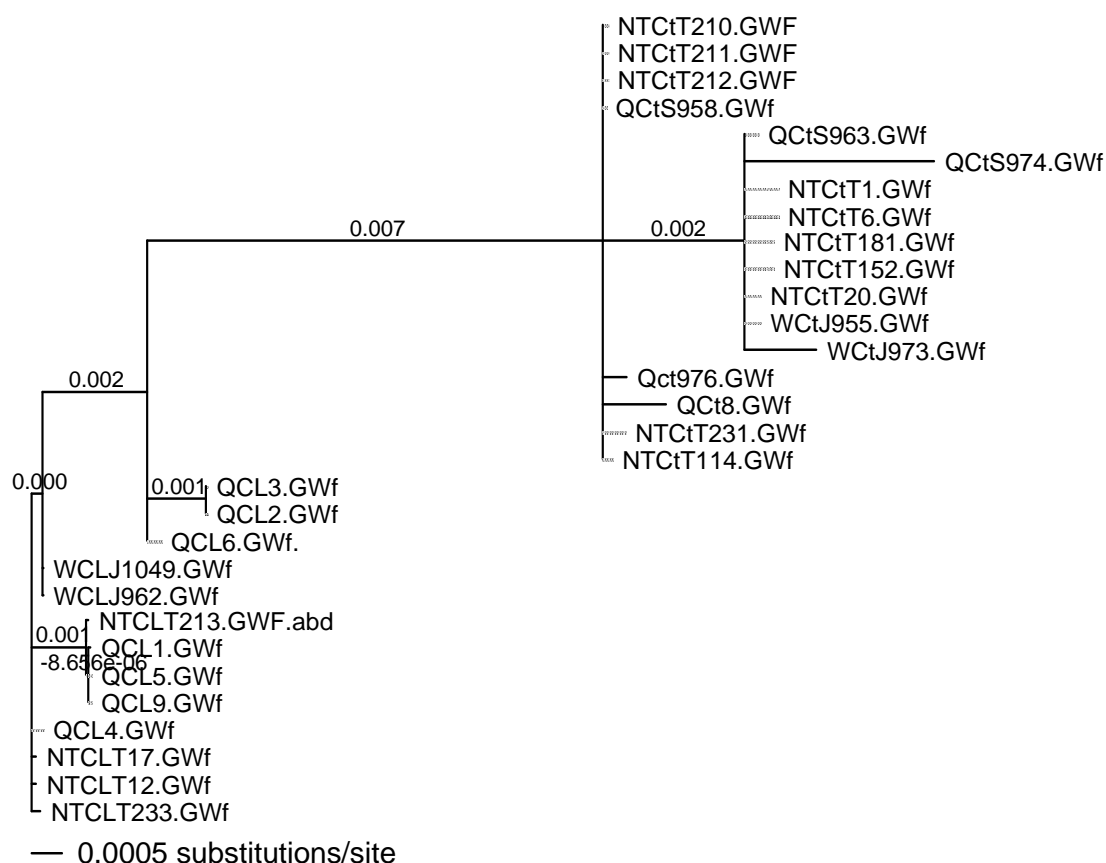 NTCtT210.GWF
NTCtT211.GWF
NTCtT212.GWF
QCtS958.GWf
QCtS963.GWf
QCtS974.GWf
NTCtT1.GWf
NTCtT6.GWf
0.007
0.002
NTCtT181.GWf
NTCtT152.GWf
NTCtT20.GWf
WCtJ955.GWf
WCtJ973.GWf
Qct976.GWf
0.002
QCt8.GWf
NTCtT231.GWf
NTCtT114.GWf
0.000
0.001
QCL3.GWf
QCL2.GWf
QCL6.GWf.
WCLJ1049.GWf
WCLJ962.GWf
NTCLT213.GWF.abd
0.001
QCL1.GWf
-8.656e-06
QCL5.GWf
QCL9.GWf
QCL4.GWf
NTCLT17.GWf
NTCLT12.GWf
NTCLT233.GWf
0.0005 substitutions/site